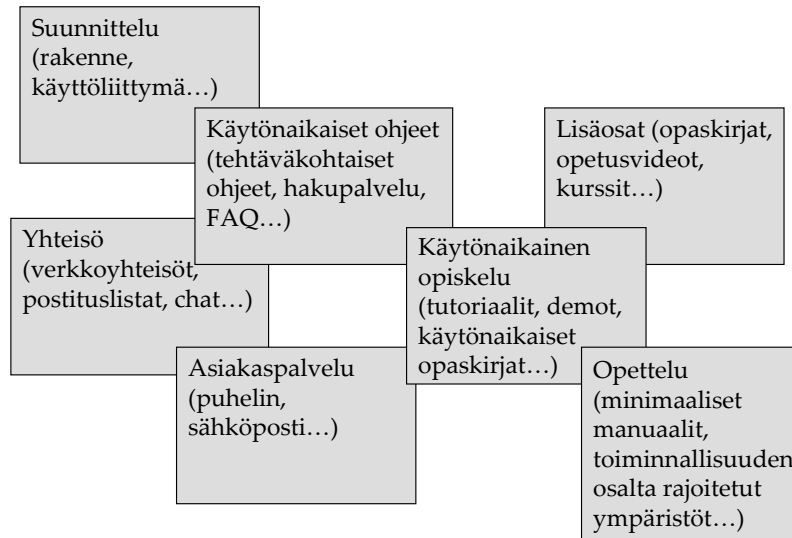 Suunnittelu
(rakenne,
käyttöliittymä…)
Käytönaikaiset ohjeet
(tehtäväkohtaiset
ohjeet, hakupalvelu,
FAQ…)
Lisäosat (opaskirjat,
opetusvideot,
kurssit…)
Yhteisö
(verkkoyhteisöt,
postituslistat, chat…)
Käytönaikainen
opiskelu
(tutoriaalit, demot,
käytönaikaiset
opaskirjat…)
Asiakaspalvelu
(puhelin,
sähköposti…)
Opettelu
(minimaaliset
manuaalit,
toiminnallisuuden
osalta rajoitetut
ympäristöt…)